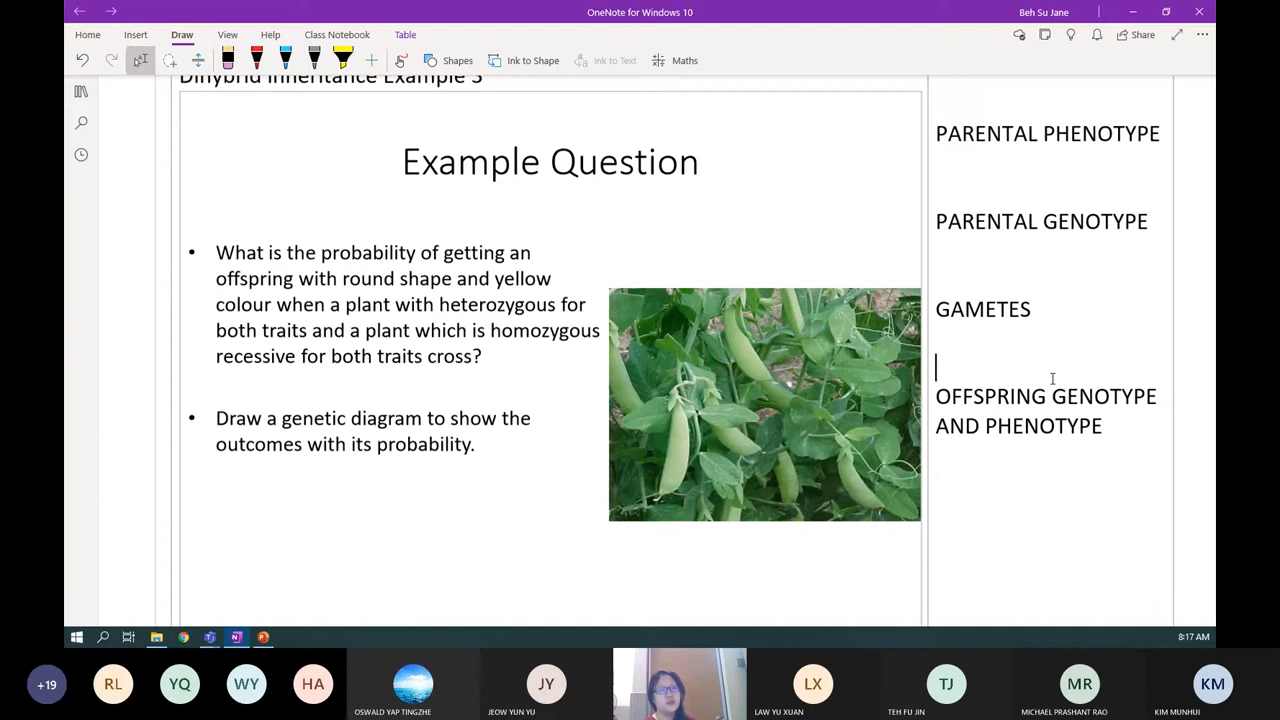 OneNote for Windows 10
Beh Su Jane
Home Insert Draw View Help Class Notebook Table
Share
Shapes Ink to Shape Ink to Text Maths
Dihybrid Inheritance Example 3
Example Question
• What is the probability of getting an
offspring with round shape and yellow
colour when a plant with heterozygous for
both traits and a plant which is homozygous
recessive for both traits cross?
• Draw a genetic diagram to show the
outcomes with its probability.
PARENTAL PHENOTYPE
PARENTAL GENOTYPE
GAMETES
OFFSPRING GENOTYPE
AND PHENOTYPE
8:17 AM
+19 RL YQ WY HA JY LX TJ MR KM
OSWALD YAP TINGZHE JEOW YUN YU LAW YU XUAN TEH FU JIN MICHAEL PRASHANT RAO KIM MUNHUI